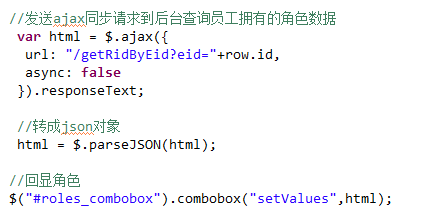 //发送ajax同步请求到后台查询员工拥有的角色数据
var html = $.ajax({
url: "/getRidByEid?eid="+row.id,
async: false
}).responseText;
//转成json对象
html = $.parseJSON(html);
//回显角色
$("#roles_combobox").combobox("setValues",html);